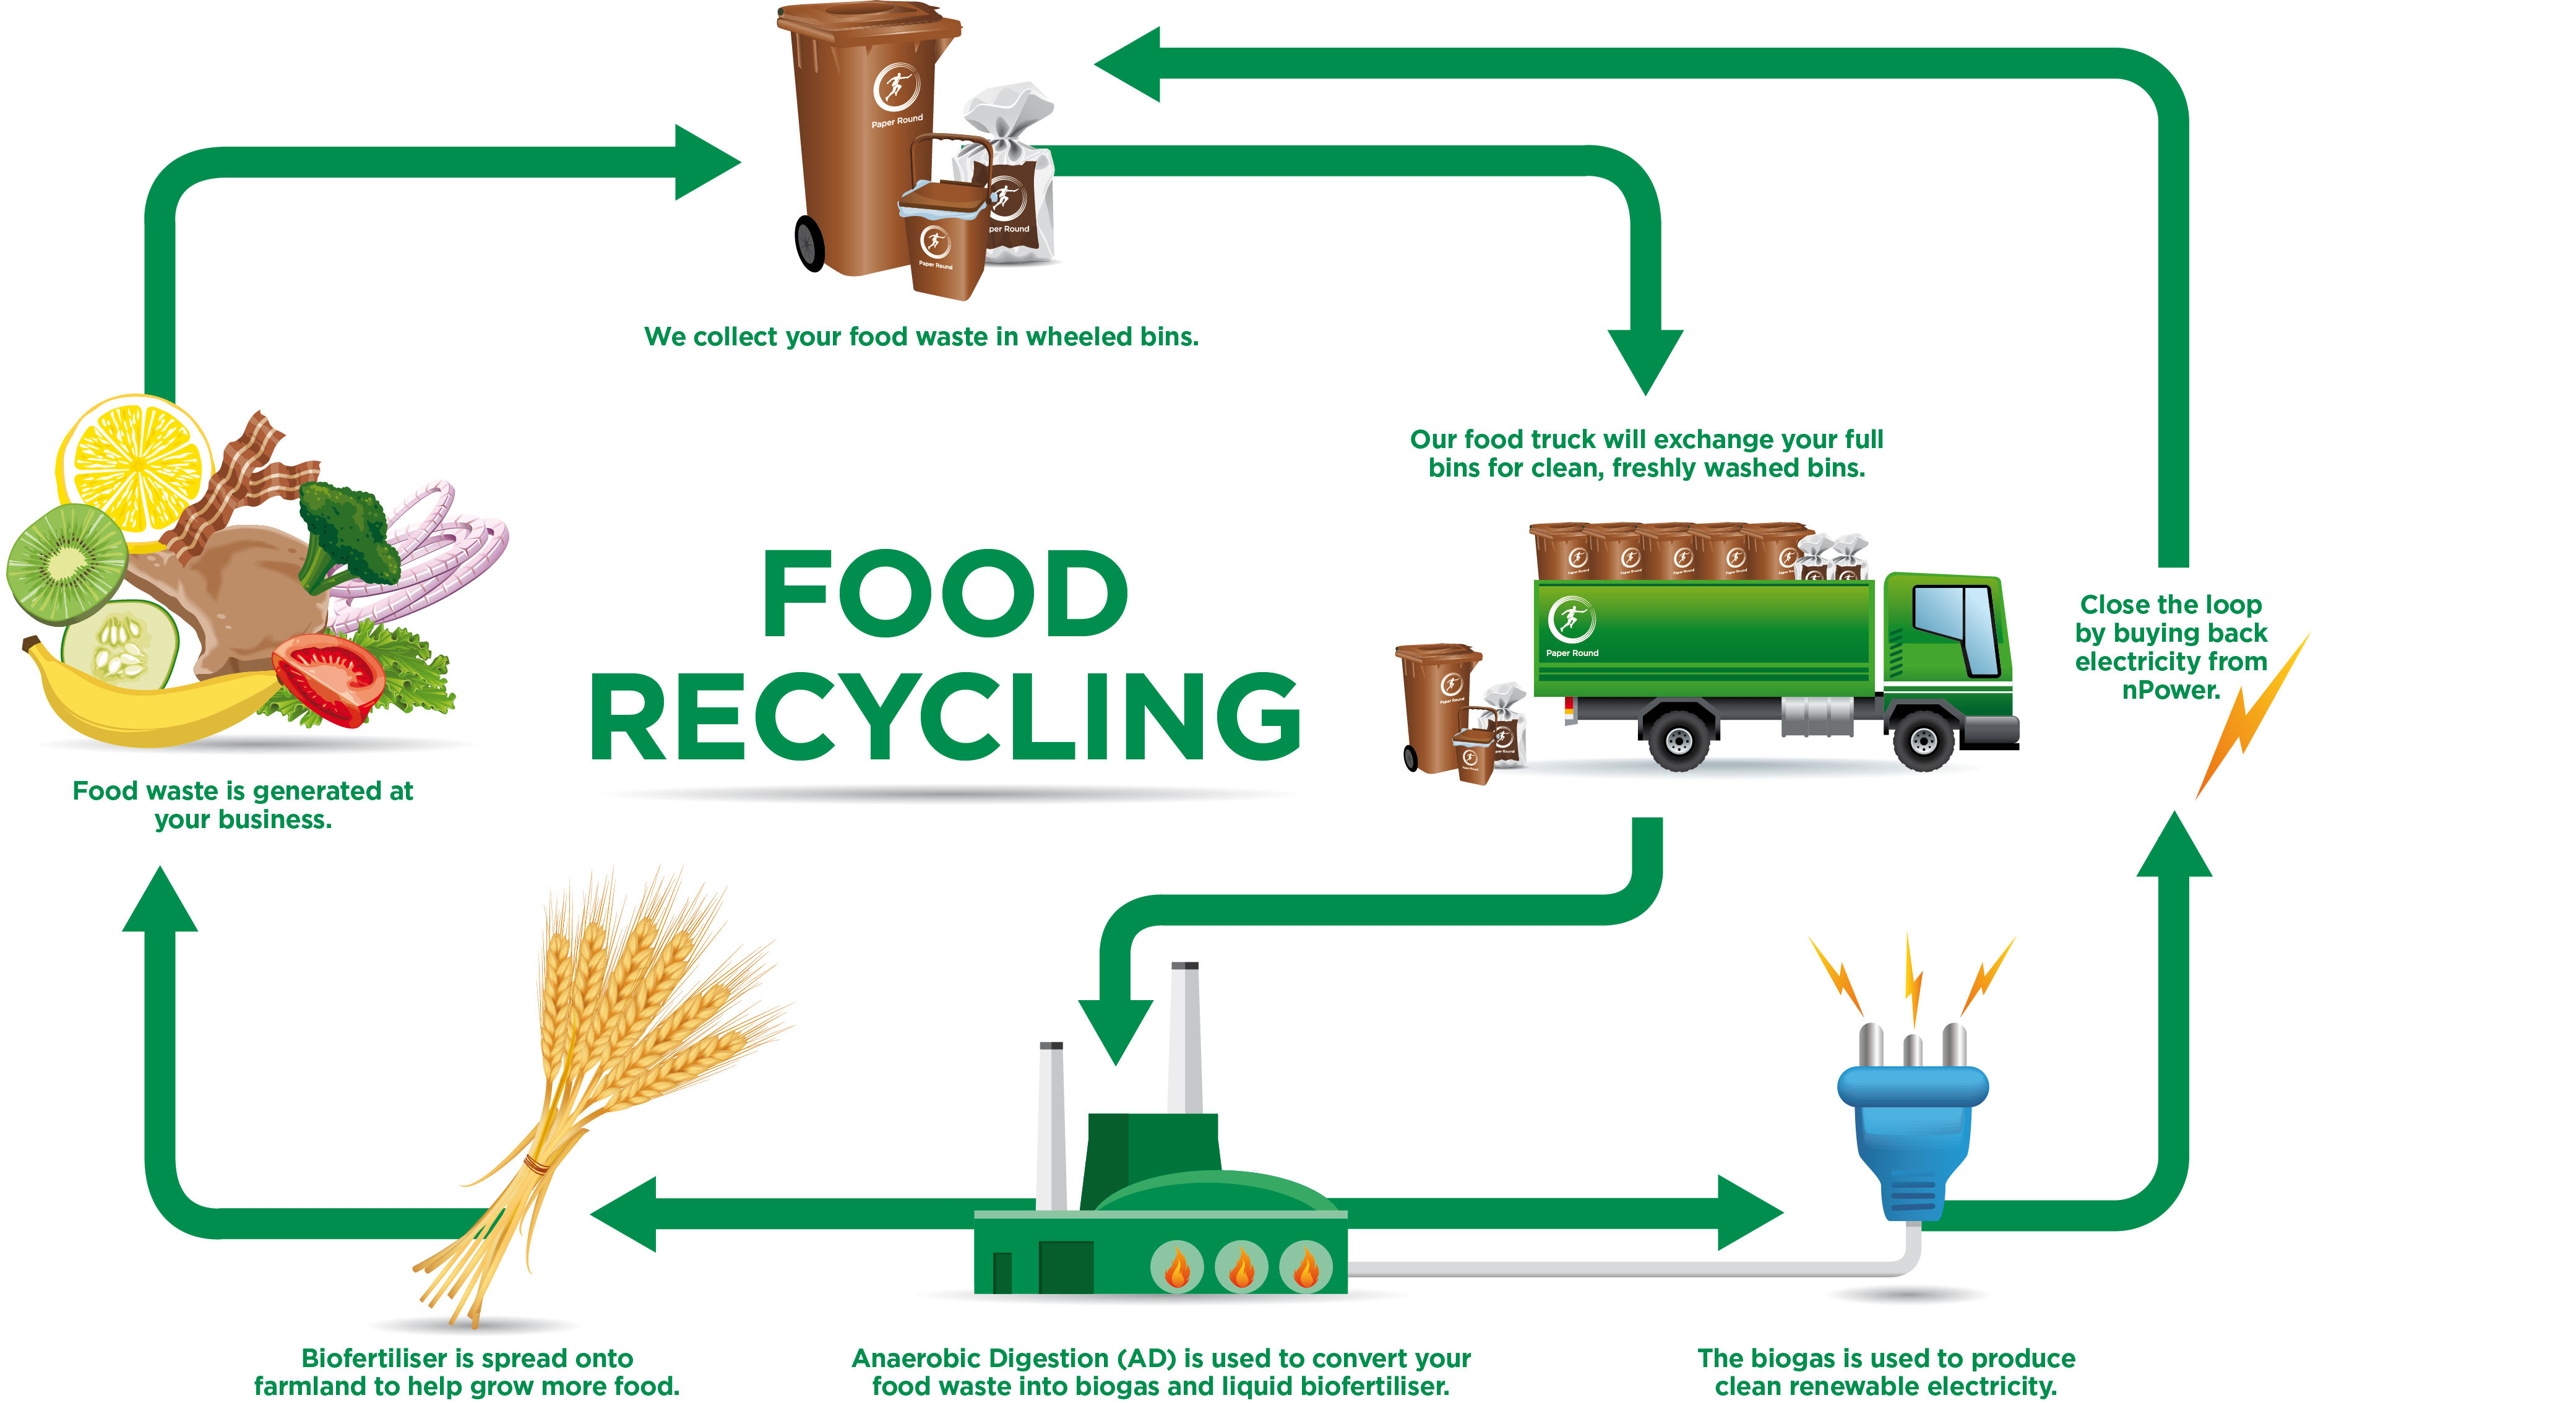 Paper Round
per Round
Paper Round
We collect your food waste in wheeled bins.
Our food truck will exchange your full
bins for clean, freshly washed bins.
FOOD
RECYCLING
Paper Round
Close the loop
by buying back
electricity from
nPower.
Food waste is generated at
your business.
Biofertiliser is spread onto
farmland to help grow more food.
Anaerobic Digestion (AD) is used to convert your
food waste into biogas and liquid biofertiliser.
The biogas is used to produce
clean renewable electricity.